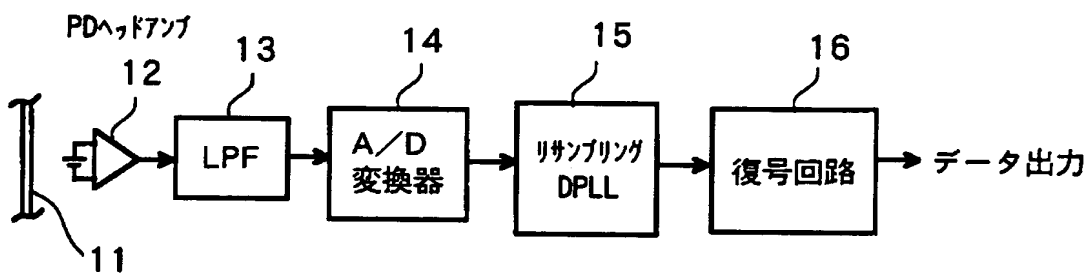 PDヘッドアンプ
12
13
14
15
16
LPF
A/D
変換器
リサンプリング
DPLL
復号回路
データ出力
11